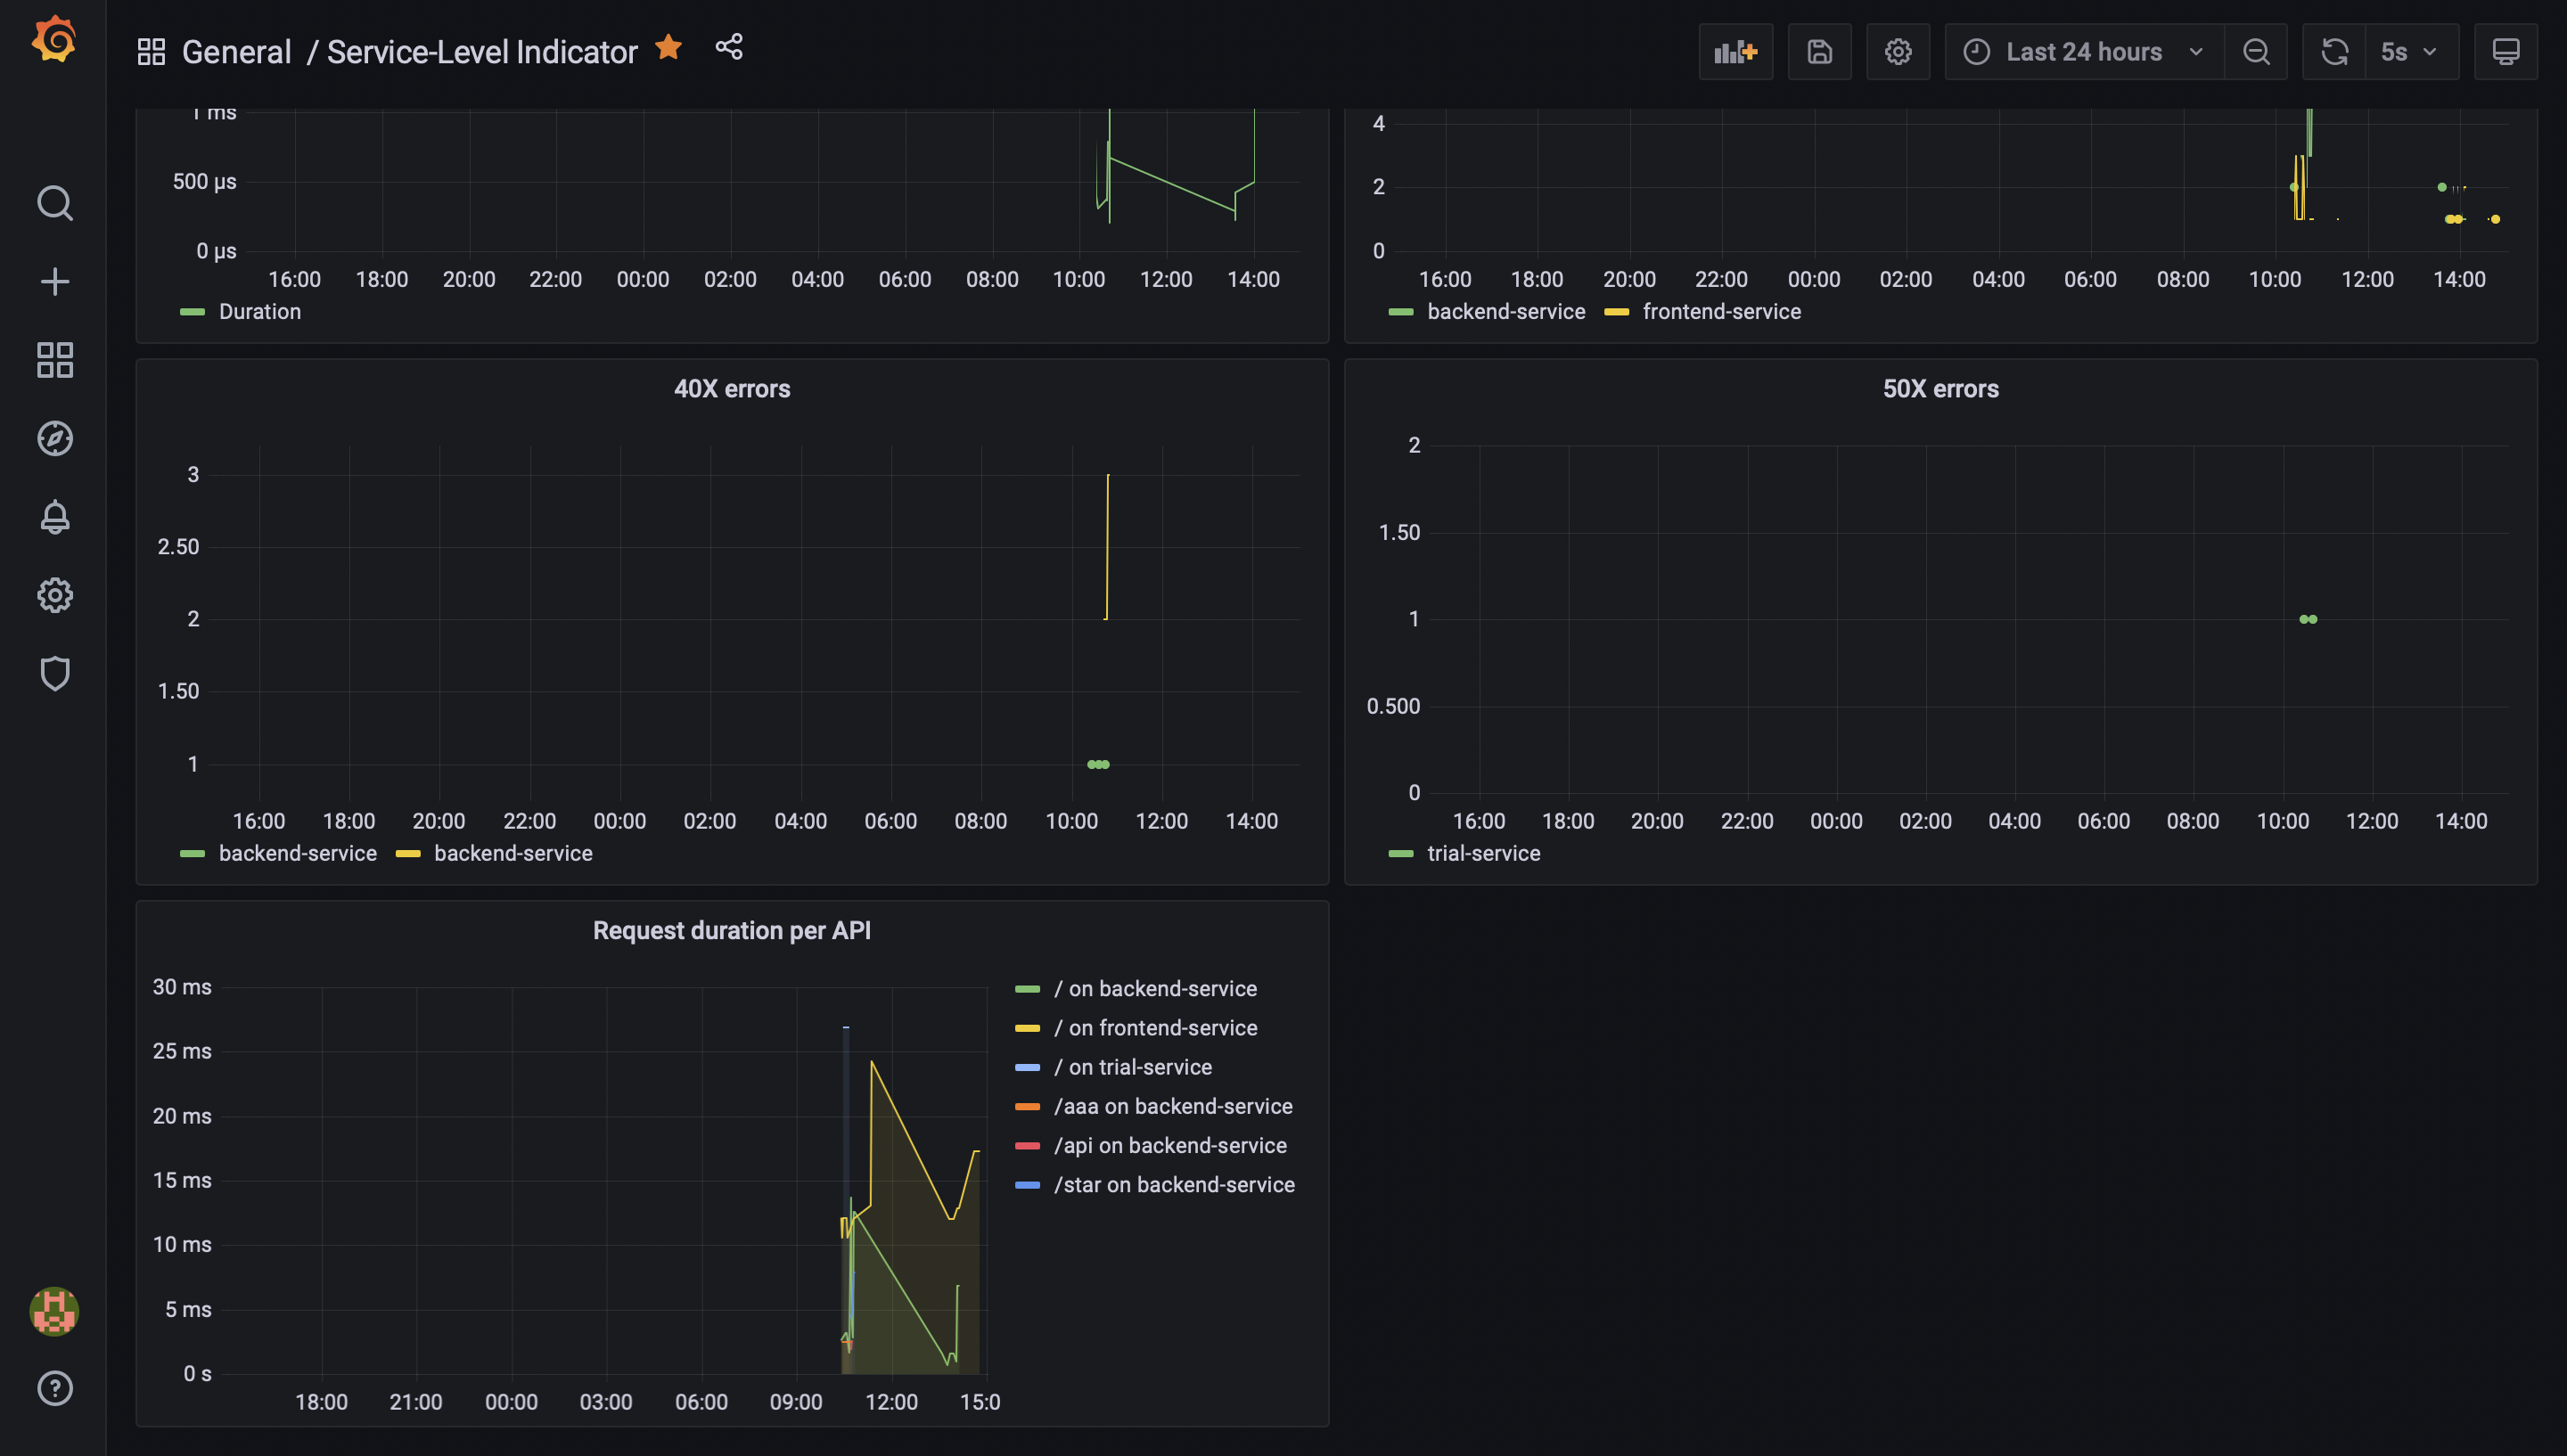 General / Service-Level Indicator
Last 24 hours
5s
1 ms
500 µs
0 µs
16:00 18:00 20:00 22:00 00:00 02:00 04:00 06:00 08:00 10:00 12:00 14:00
Duration
4
2
0
16:00 18:00 20:00 22:00 00:00 02:00 04:00 06:00 08:00 10:00 12:00 14:00
backend-service frontend-service
40X errors
3
2.50
2
1.50
1
16:00 18:00 20:00 22:00 00:00 02:00 04:00 06:00 08:00 10:00 12:00 14:00
backend-service backend-service
50X errors
2
1.50
1
0.500
0
16:00 18:00 20:00 22:00 00:00 02:00 04:00 06:00 08:00 10:00 12:00 14:00
trial-service
Request duration per API
30 ms
25 ms
20 ms
15 ms
10 ms
5 ms
0 s
18:00 21:00 00:00 03:00 06:00 09:00 12:00 15:0
/ on backend-service
/ on frontend-service
/ on trial-service
/aaa on backend-service
/api on backend-service
/star on backend-service